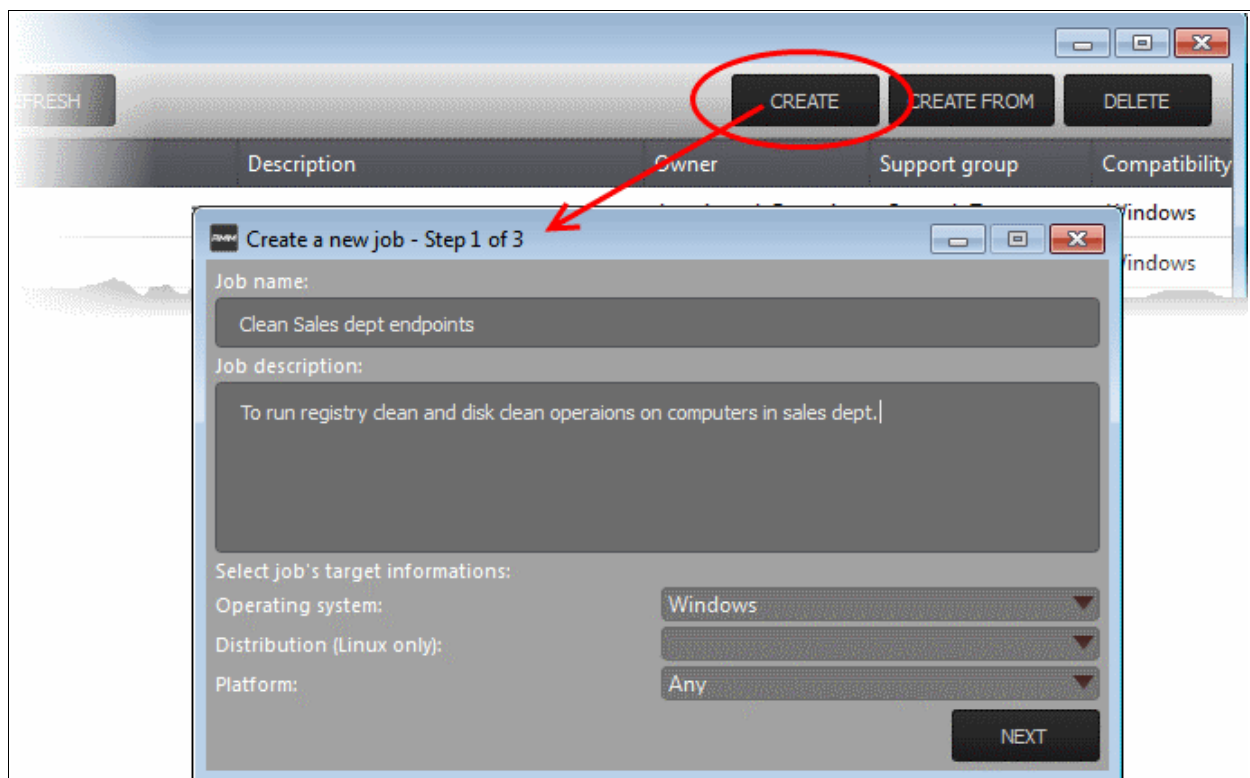 EFRESH
CREATE
CREATE FROM
DELETE
Description
Owner
Support group
Compatibility
Windows
RMM
Create a new job - Step 1 of 3
Windows
Job name:
Clean Sales dept endpoints
Job description:
To run registry clean and disk clean operaions on computers in sales dept.
Select job's target informations:
Operating system:
Windows
Distribution (Linux only):
Platform:
Any
NEXT